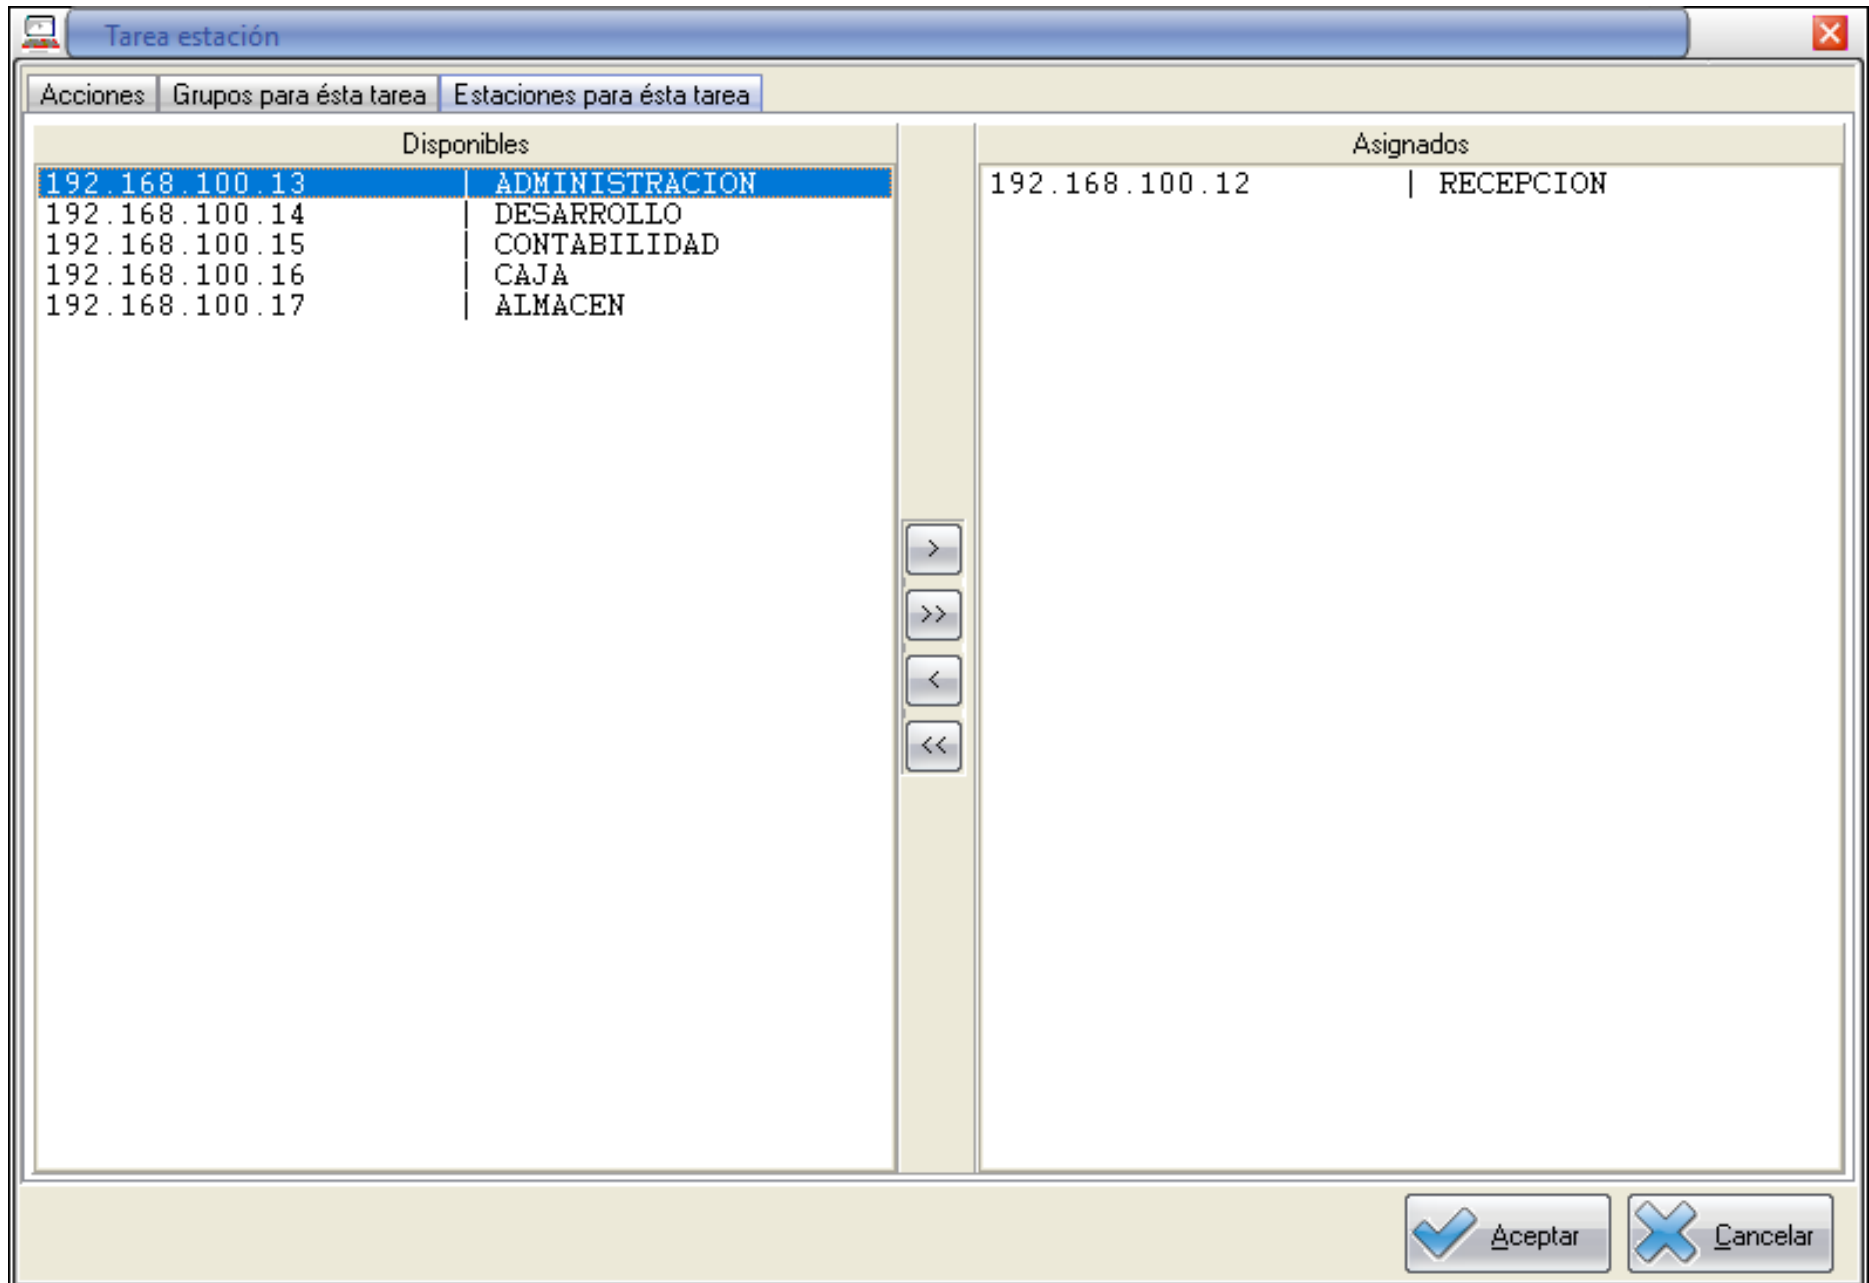 Tarea estación
Acciones Grupos para ésta tarea Estaciones para ésta tarea
Disponibles
192.168.100.13 | ADMINISTRACION
192.168.100.14 | DESARROLLO
192.168.100.15 | CONTABILIDAD
192.168.100.16 | CAJA
192.168.100.17 | ALMACEN
>
>>
<
<<
Asignados
192.168.100.12 | RECEPCION
Aceptar Cancelar